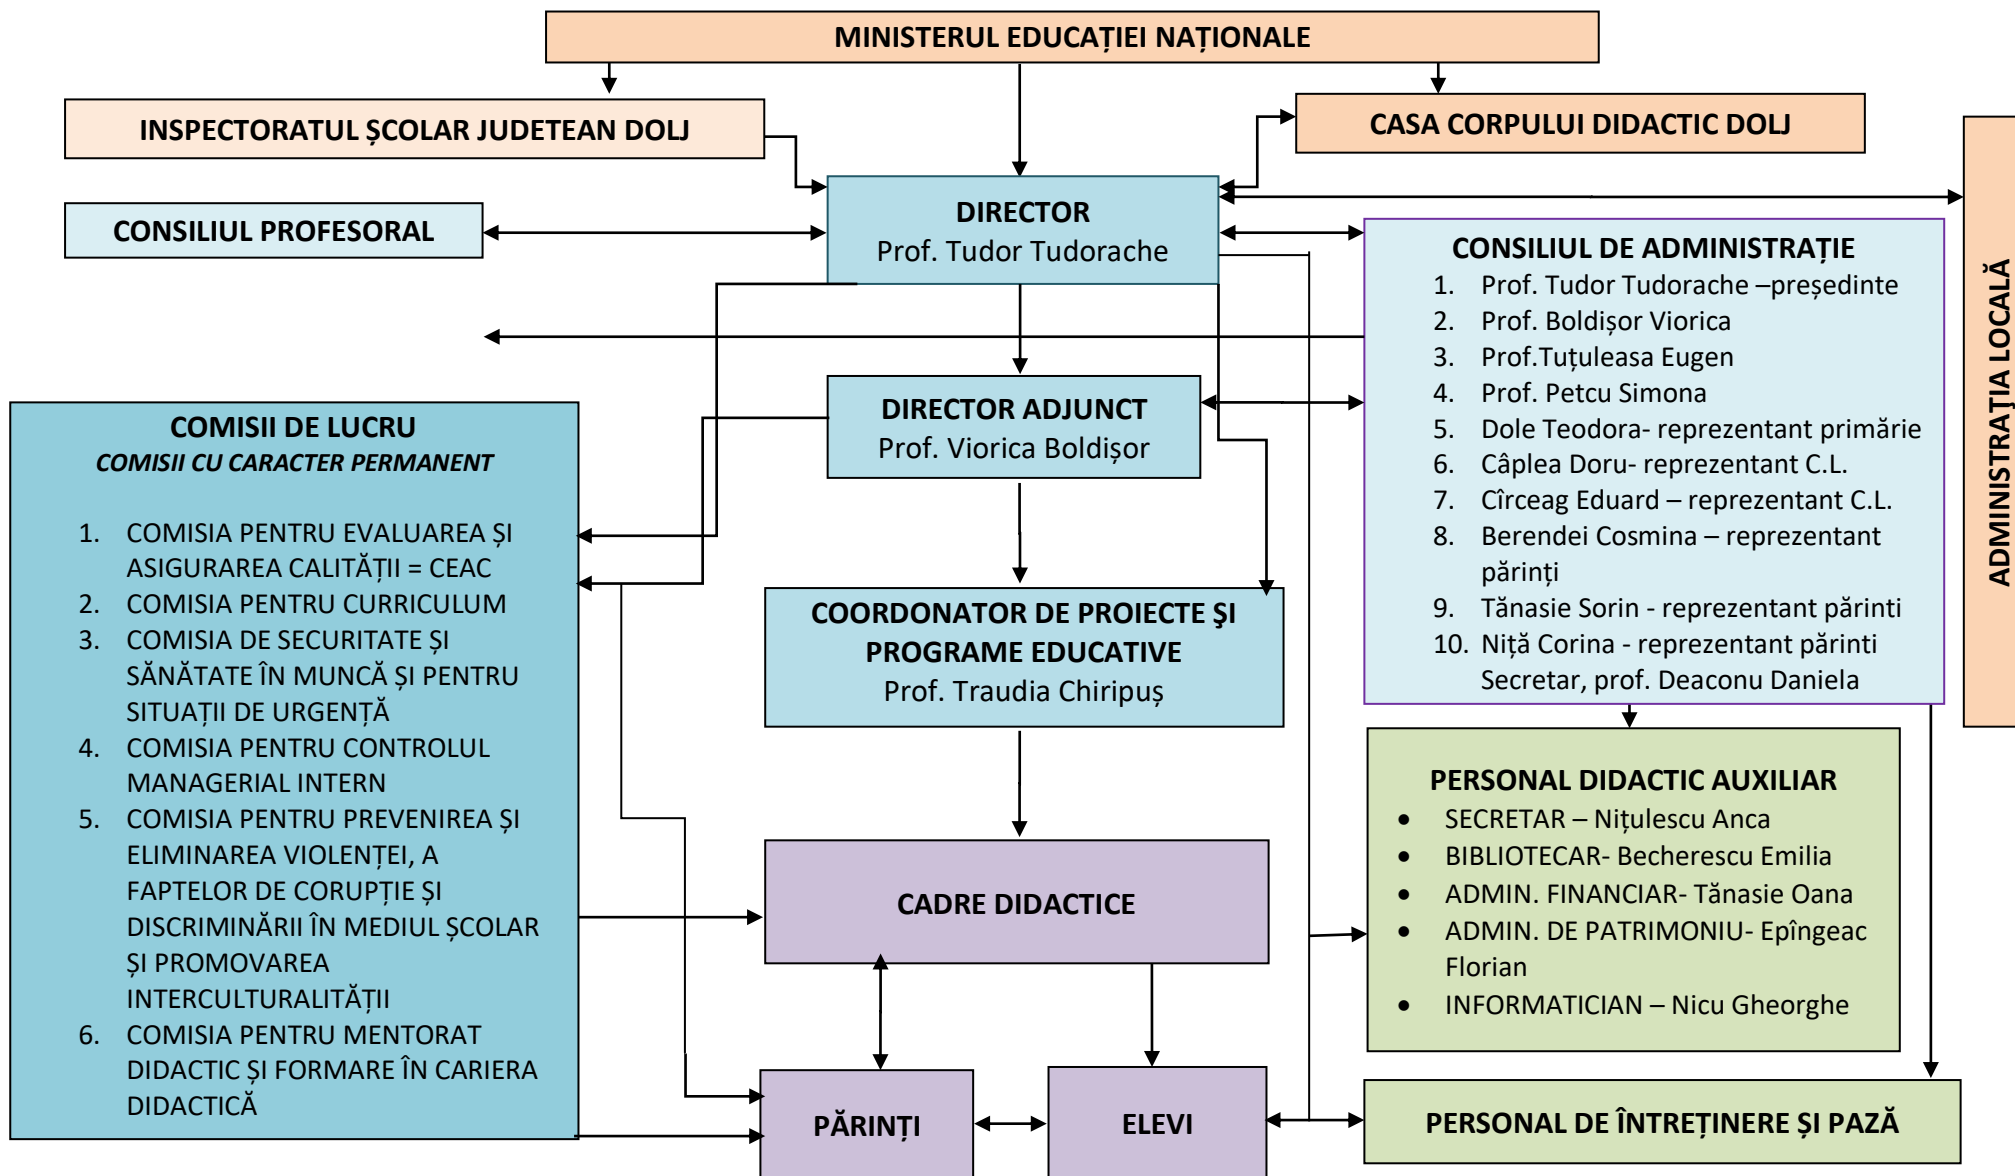 MINISTERUL EDUCAȚIEI NAȚIONALE
INSPECTORATUL ȘCOLAR JUDETEAN DOLJ
CASA CORPULUI DIDACTIC DOLJ
ADMINISTRAŢIA LOCALĂ
CONSILIUL PROFESORAL
DIRECTOR
Prof. Tudor Tudorache
CONSILIUL DE ADMINISTRAȚIE
1. Prof. Tudor Tudorache –președinte
2. Prof. Boldișor Viorica
3. Prof.Tuțuleasa Eugen
4. Prof. Petcu Simona
5. Dole Teodora- reprezentant primărie
6. Câplea Doru- reprezentant C.L.
7. Cîrceag Eduard – reprezentant C.L.
8. Berendei Cosmina – reprezentant
părinți
9. Tănasie Sorin - reprezentant părinti
10. Niță Corina - reprezentant părinti
Secretar, prof. Deaconu Daniela
DIRECTOR ADJUNCT
Prof. Viorica Boldișor
COMISII DE LUCRU
COMISII CU CARACTER PERMANENT
1. COMISIA PENTRU EVALUAREA ȘI
ASIGURAREA CALITĂȚII = CEAC
2. COMISIA PENTRU CURRICULUM
3. COMISIA DE SECURITATE ȘI
SĂNĂTATE ÎN MUNCĂ ȘI PENTRU
SITUAȚII DE URGENȚĂ
4. COMISIA PENTRU CONTROLUL
MANAGERIAL INTERN
5. COMISIA PENTRU PREVENIREA ȘI
ELIMINAREA VIOLENȚEI, A
FAPTELOR DE CORUPȚIE ȘI
DISCRIMINĂRII ÎN MEDIUL ȘCOLAR
ȘI PROMOVAREA
INTERCULTURALITĂȚII
6. COMISIA PENTRU MENTORAT
DIDACTIC ȘI FORMARE ÎN CARIERA
DIDACTICĂ
COORDONATOR DE PROIECTE ŞI
PROGRAME EDUCATIVE
Prof. Traudia Chiripuș
PERSONAL DIDACTIC AUXILIAR
• SECRETAR – Nițulescu Anca
• BIBLIOTECAR- Becherescu Emilia
• ADMIN. FINANCIAR- Tănasie Oana
• ADMIN. DE PATRIMONIU- Epîngeac
Florian
• INFORMATICIAN – Nicu Gheorghe
CADRE DIDACTICE
PĂRINȚI
ELEVI
PERSONAL DE ÎNTREȚINERE ȘI PAZĂ